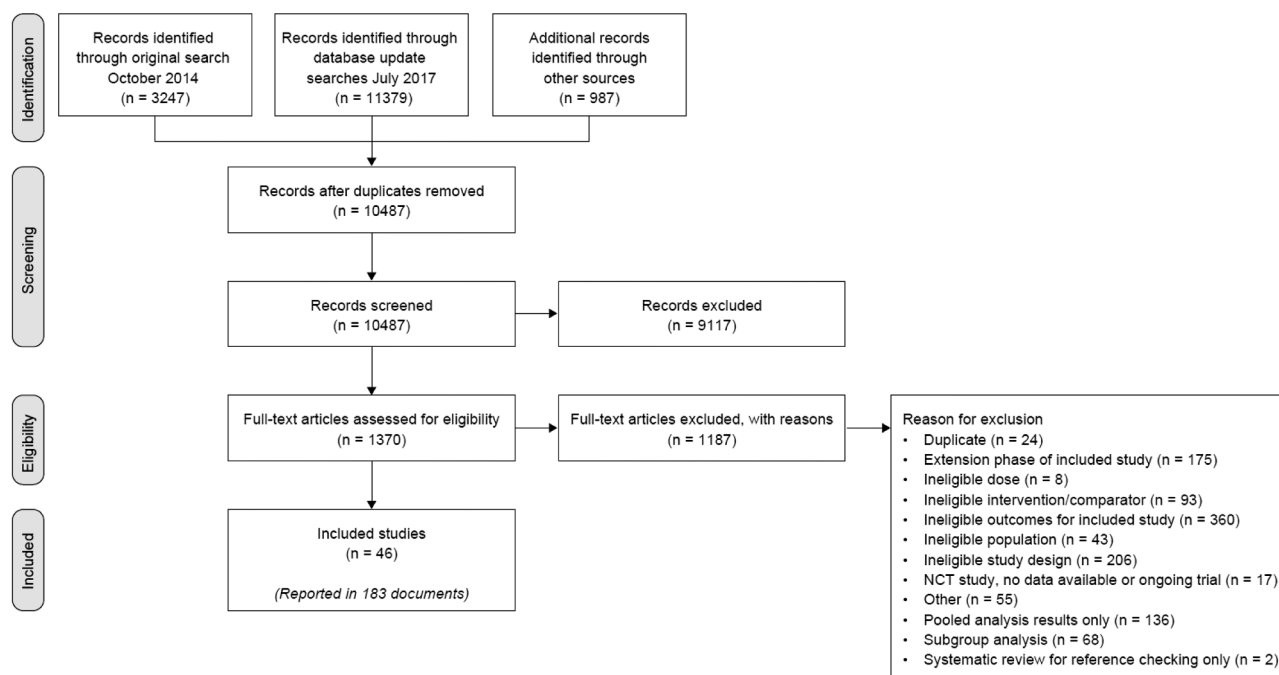 Identification
Records identified
through original search
October 2014
(n = 3247)
Records identified through
database update
searches July 2017
(n = 11379)
Additional records
identified through
other sources
(n = 987)
Screening
Records after duplicates removed
(n = 10487)
Records screened
(n = 10487)
Records excluded
(n = 9117)
Eligibility
Full-text articles assessed for eligibility
(n = 1370)
Full-text articles excluded, with reasons
(n = 1187)
Reason for exclusion
• Duplicate (n = 24)
• Extension phase of included study (n = 175)
• Ineligible dose (n = 8)
• Ineligible intervention/comparator (n = 93)
• Ineligible outcomes for included study (n = 360)
• Ineligible population (n = 43)
• Ineligible study design (n = 206)
• NCT study, no data available or ongoing trial (n = 17)
• Other (n = 55)
• Pooled analysis results only (n = 136)
• Subgroup analysis (n = 68)
• Systematic review for reference checking only (n = 2)
Included
Included studies
(n = 46)
(Reported in 183 documents)